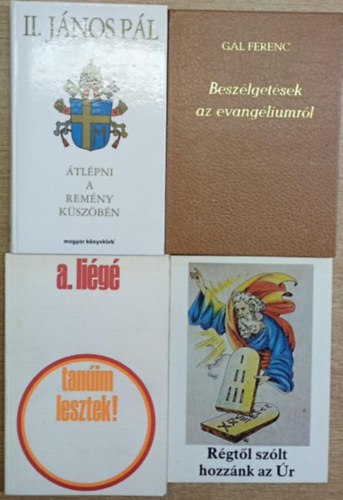 II. JÁNOS PÁL
ÁTLÉPNI
A
REMÉNY
KÜSZÖBÉN
magyar könyvklub
GÁL FERENC
Beszélgetések
az evangéliumról
a. liégé
tanúim
lesztek!
Régtől szólt
hozzánk az Úr